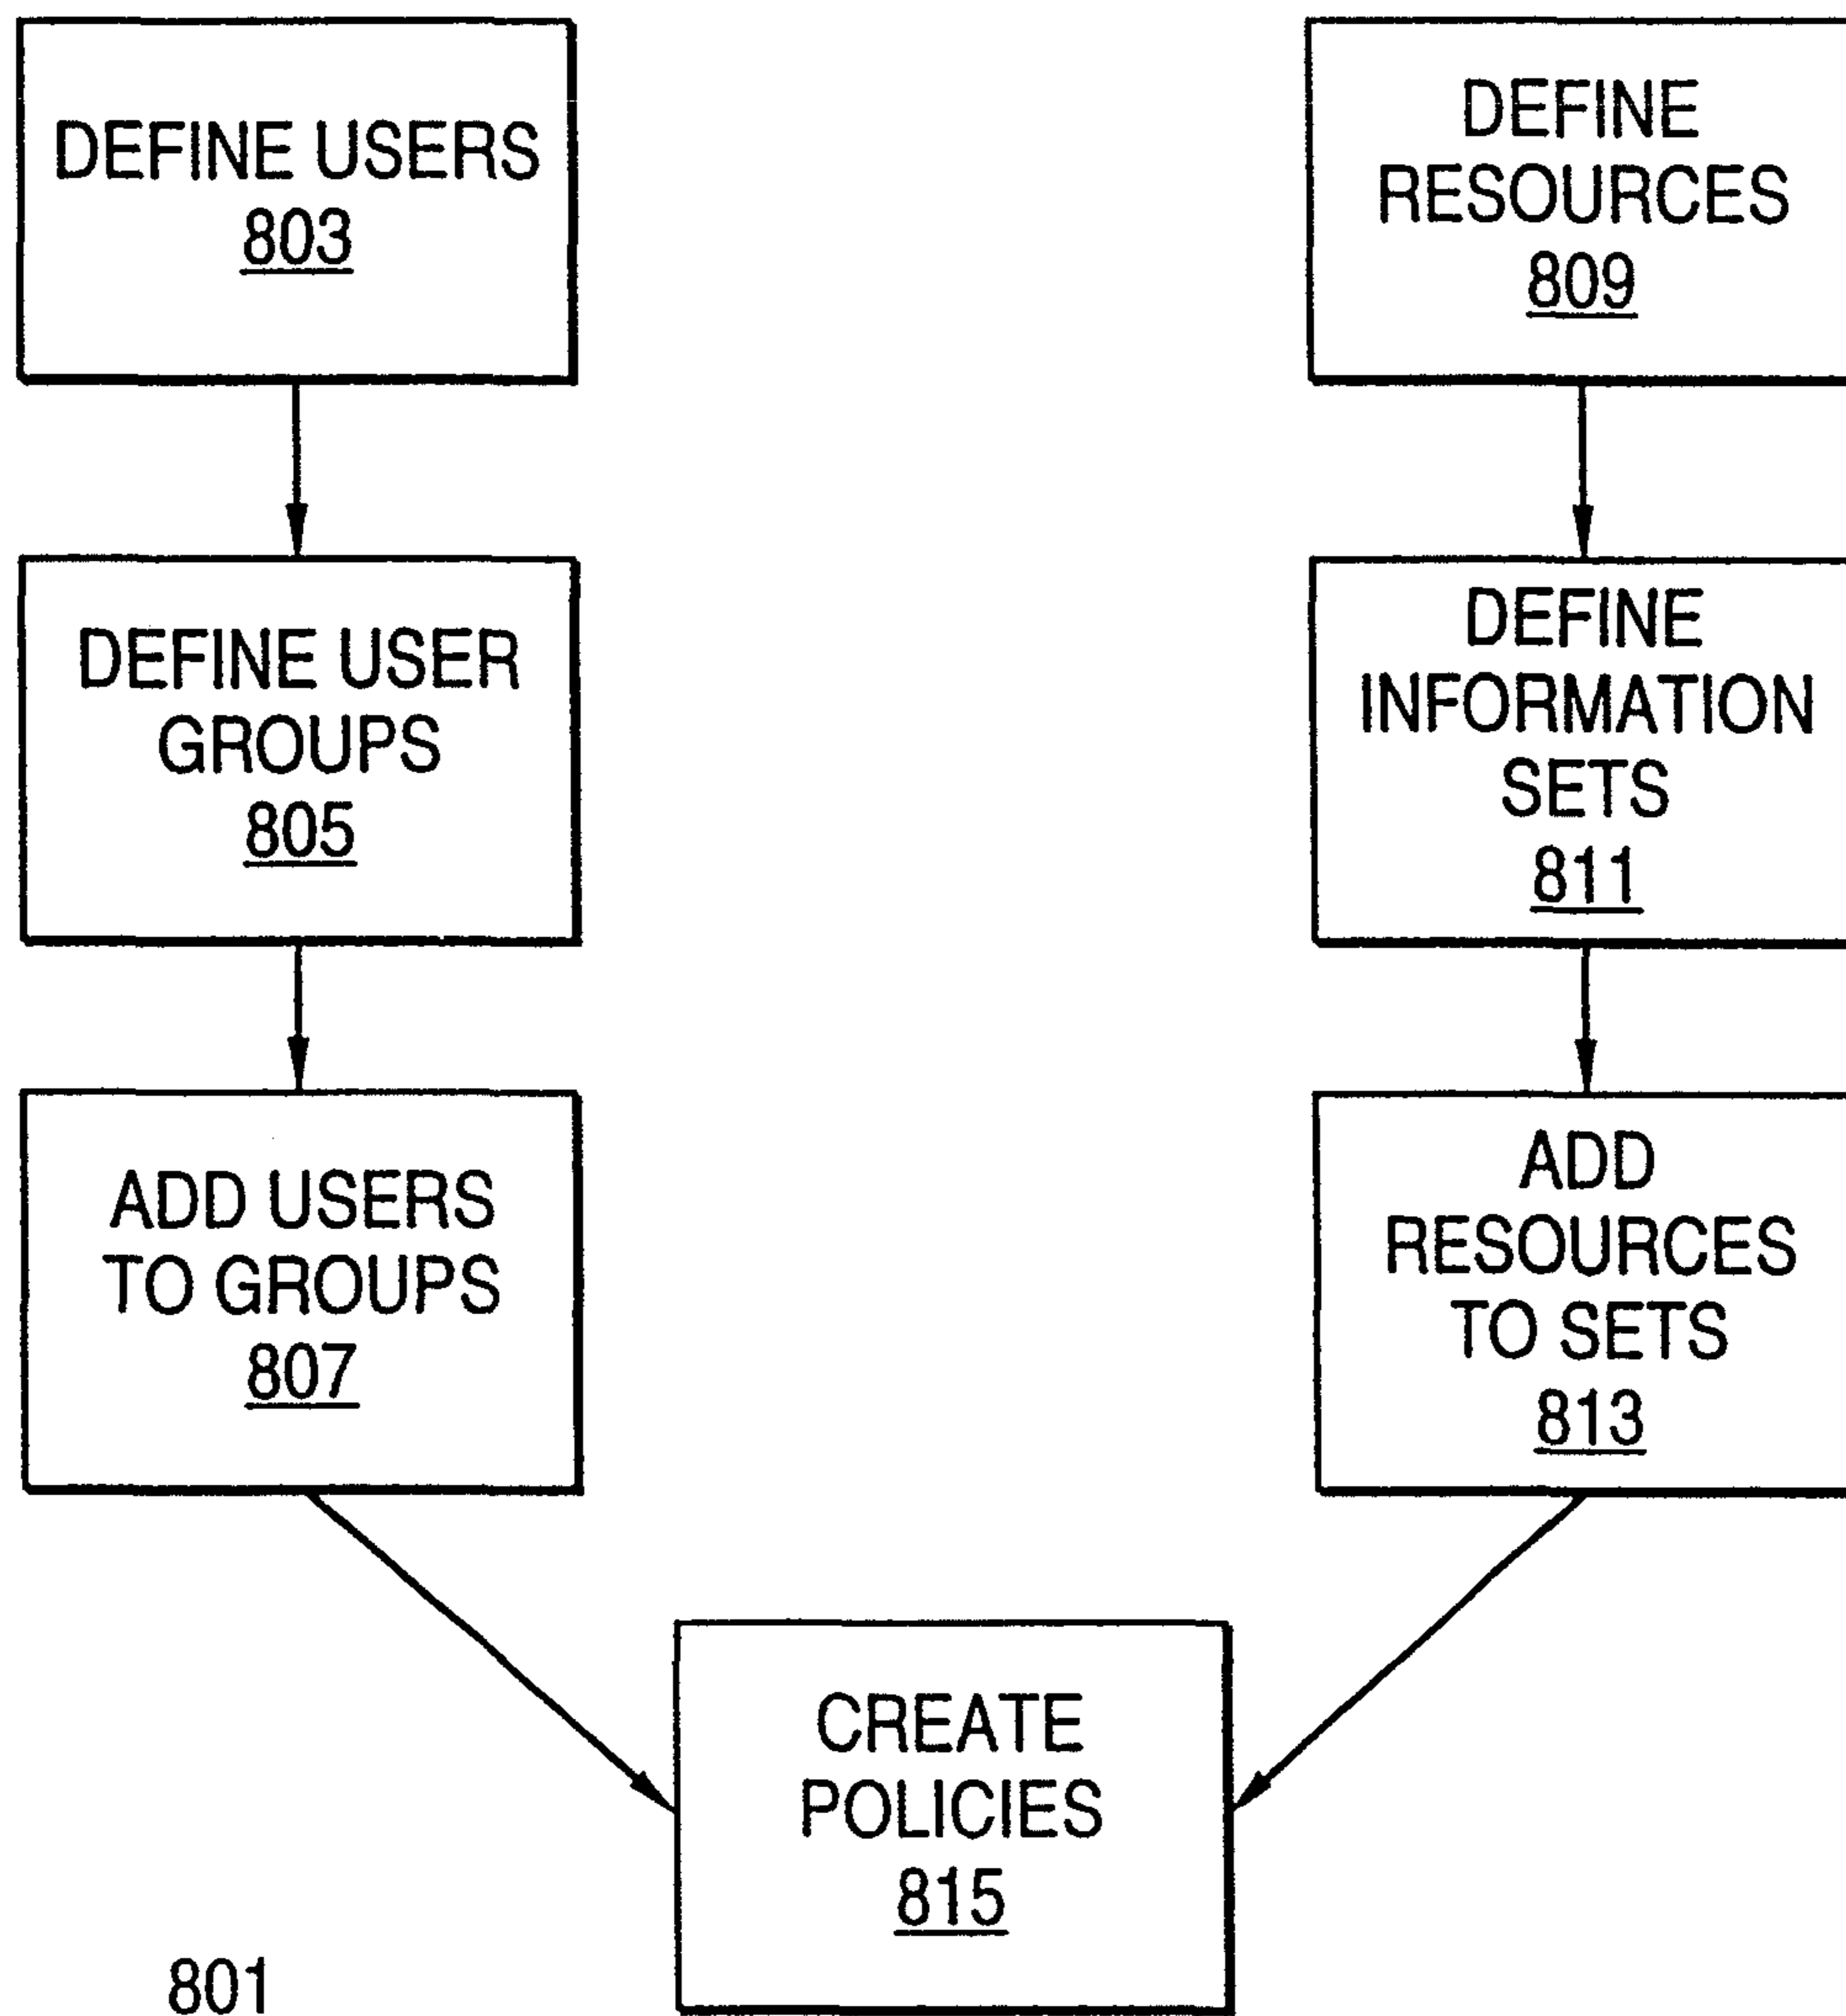 DEFINE USERS
803
DEFINE
RESOURCES
809
DEFINE USER
GROUPS
805
DEFINE
INFORMATION
SETS
811
ADD USERS
TO GROUPS
807
ADD
RESOURCES
TO SETS
813
CREATE
POLICIES
815
801